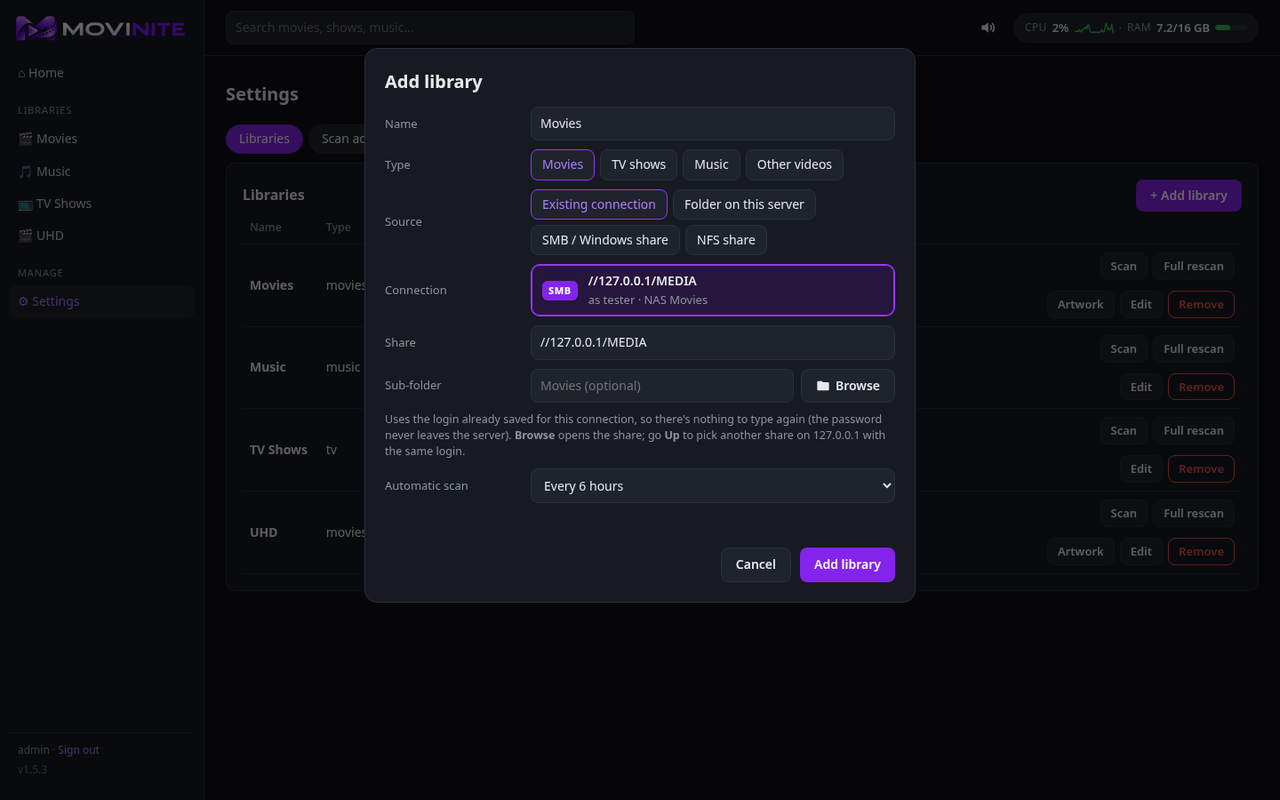 MOVINITE
Search movies, shows, music...
CPU 2% · RAM 7.2/16 GB
Home
LIBRARIES
Movies
Music
TV Shows
UHD
MANAGE
Settings
admin · Sign out
v1.5.3
Settings
Libraries
Libraries
+ Add library
Name Type
Movies movies Scan Full rescan
Artwork Edit Remove
Music music Scan Full rescan
Edit Remove
TV Shows tv Scan Full rescan
Edit Remove
UHD movies Scan Full rescan
Artwork Edit Remove
Add library
Name Movies
Type Movies TV shows Music Other videos
Source Existing connection Folder on this server
SMB / Windows share NFS share
Connection SMB //127.0.0.1/MEDIA
as tester · NAS Movies
Share //127.0.0.1/MEDIA
Sub-folder Movies (optional) Browse
Uses the login already saved for this connection, so there's nothing to type again (the password
never leaves the server). Browse opens the share; go Up to pick another share on 127.0.0.1 with
the same login.
Automatic scan Every 6 hours
Cancel Add library